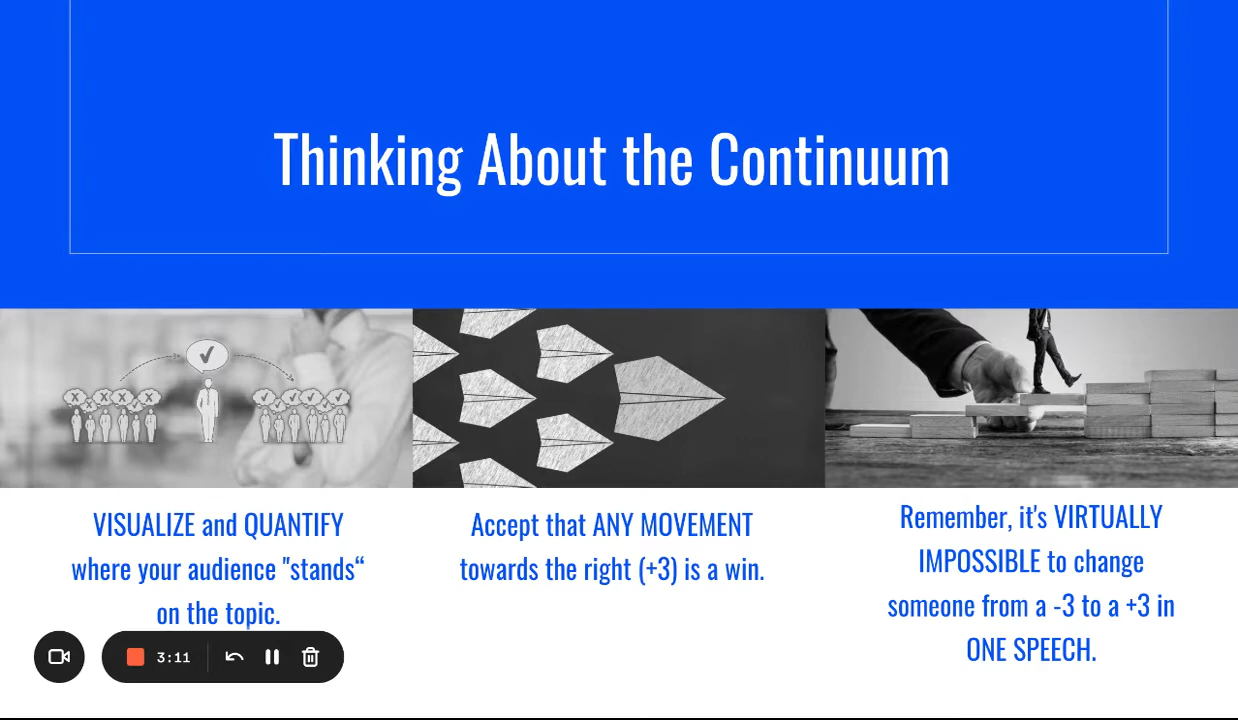 Thinking About the Continuum
VISUALIZE and QUANTIFY
where your audience "stands“
on the topic.
Accept that ANY MOVEMENT
towards the right (+3) is a win.
Remember, it's VIRTUALLY
IMPOSSIBLE to change
someone from a -3 to a +3 in
ONE SPEECH.
3:11